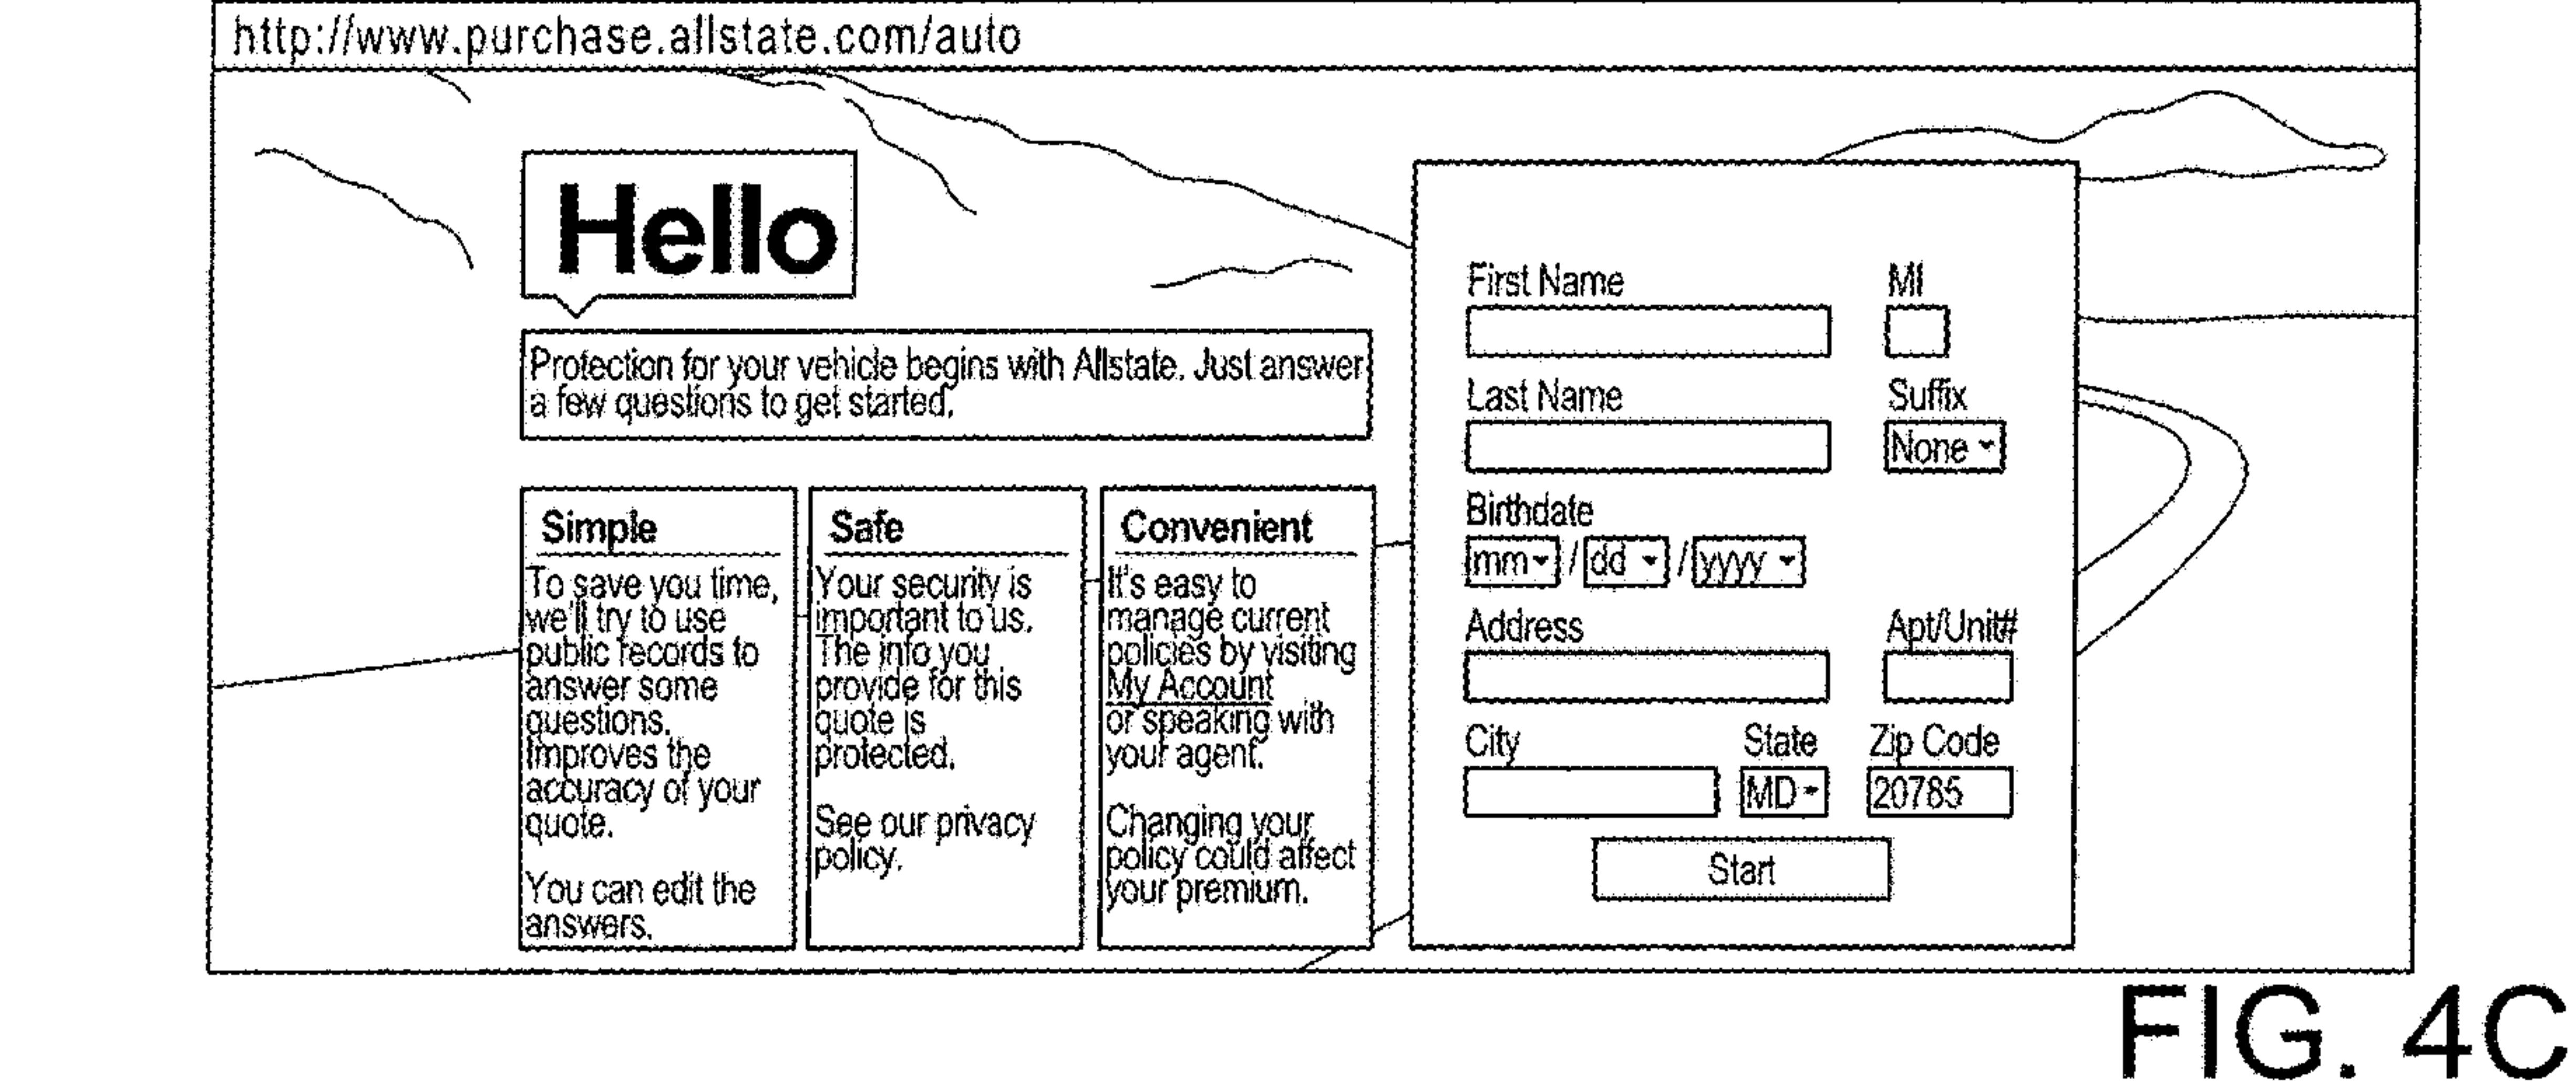 http://www.purchase.allstate.com/auto
Hello
Protection for your vehicle begins with Allstate. Just answer
a few questions to get started.
Simple
To save you time,
we'll try to use
public records to
answer some
questions.
Improves the
accuracy of your
quote.
You can edit the
answers.
Safe
Your security is
important to us.
The info you
provide for this
quote is
protected.
See our privacy
policy.
Convenient
It's easy to
manage current
policies by visiting
My Account
or speaking with
your agent.
Changing your
policy could affect
your premium.
First Name MI
Last Name Suffix
None
Birthdate
mm / dd / yyyy
Address Apt/Unit#
City State Zip Code
MD 20785
Start
FIG. 4C